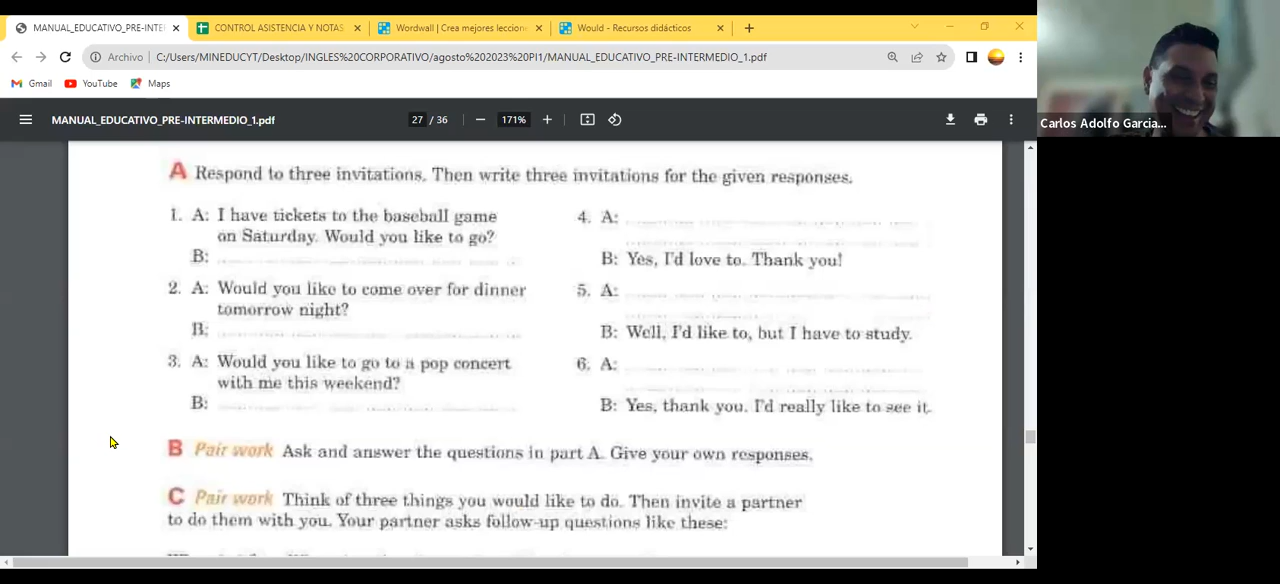 MANUAL_EDUCATIVO_PRE-INTE
CONTROL ASISTENCIA Y NOTAS
Wordwall | Crea mejores leccione
Would - Recursos didácticos
Archivo
C:/Users/MINEDUCYT/Desktop/INGLES%20CORPORATIVO/agosto%202023%20PI1/MANUAL_EDUCATIVO_PRE-INTERMEDIO_1.pdf
Gmail
YouTube
Maps
MANUAL_EDUCATIVO_PRE-INTERMEDIO_1.pdf
27 / 36
171%
Carlos Adolfo Garcia...
A Respond to three invitations. Then write three invitations for the given responses.
1. A: I have tickets to the baseball game
on Saturday. Would you like to go?
B:
2. A: Would you like to come over for dinner
tomorrow night?
B:
3. A: Would you like to go to a pop concert
with me this weekend?
B:
4. A:
B: Yes, I'd love to. Thank you!
5. A:
B: Well, I'd like to, but I have to study.
6. A:
B: Yes, thank you. I'd really like to see it.
B Pair work Ask and answer the questions in part A. Give your own responses.
C Pair work Think of three things you would like to do. Then invite a partner
to do them with you. Your partner asks follow-up questions like these: